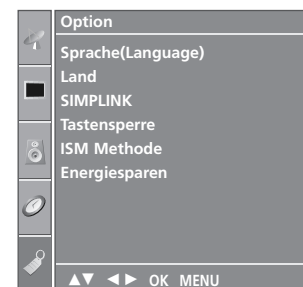 Option
Sprache(Language)
Land
SIMPLINK
Tastensperre
ISM Methode
Energiesparen
▲▼ ◄► OK MENU